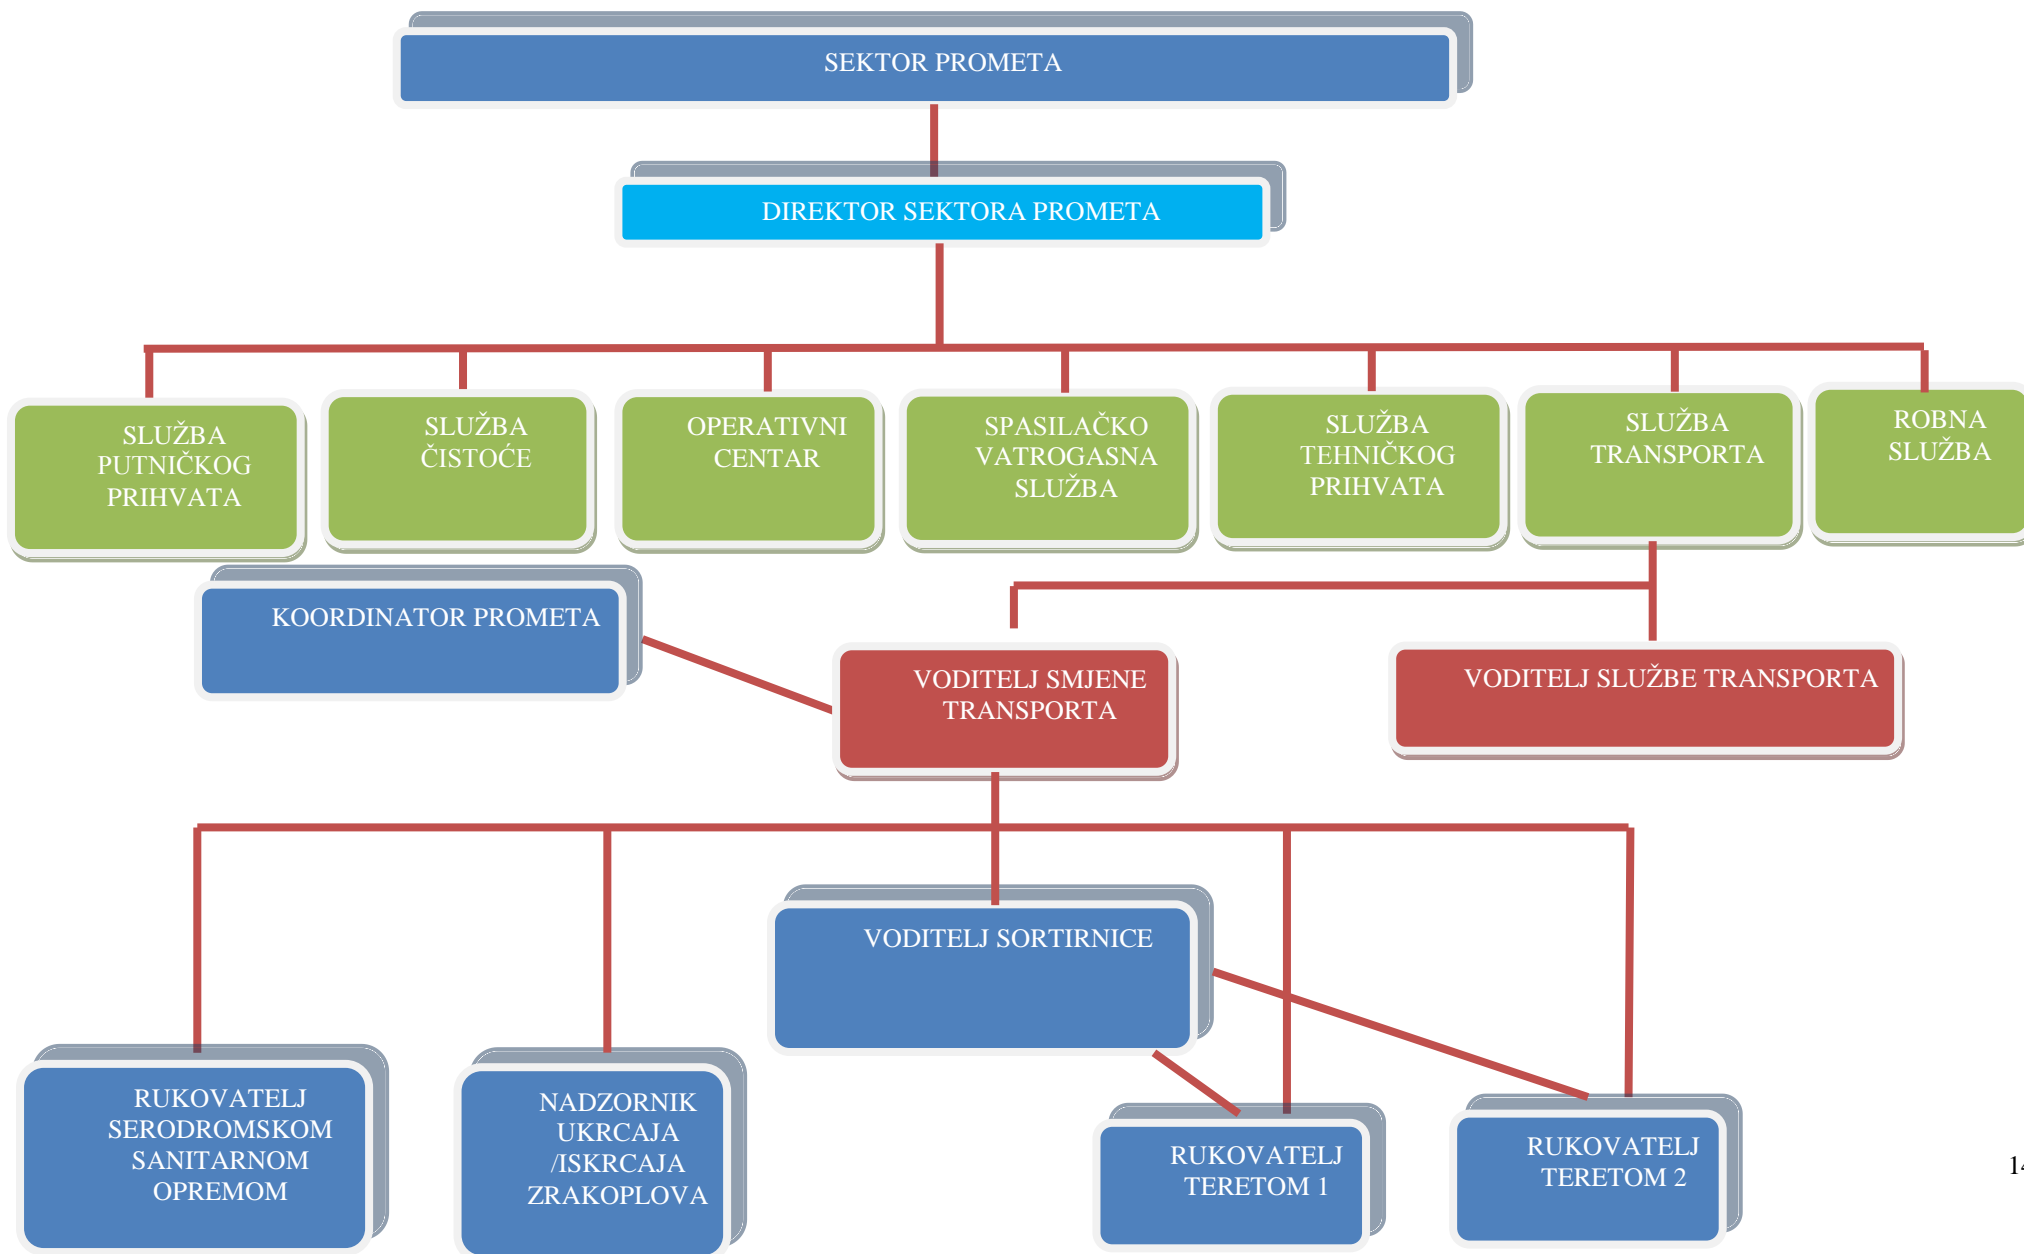 SEKTOR PROMETA
DIREKTOR SEKTORA PROMETA
SLUŽBA
PUTNIČKOG
PRIHVATA
SLUŽBA
ČISTOĆE
OPERATIVNI
CENTAR
SPASILAČKO
VATROGASNA
SLUŽBA
SLUŽBA
TEHNIČKOG
PRIHVATA
SLUŽBA
TRANSPORTA
ROBNA
SLUŽBA
KOORDINATOR PROMETA
VODITELJ SMJENE
TRANSPORTA
VODITELJ SLUŽBE TRANSPORTA
VODITELJ SORTIRNICE
RUKOVATELJ
SERODROMSKOM
SANITARNOM
OPREMOM
NADZORNIK
UKRCAJA
/ISKRCAJA
ZRAKOPLOVA
RUKOVATELJ
TERETOM 1
RUKOVATELJ
TERETOM 2
14